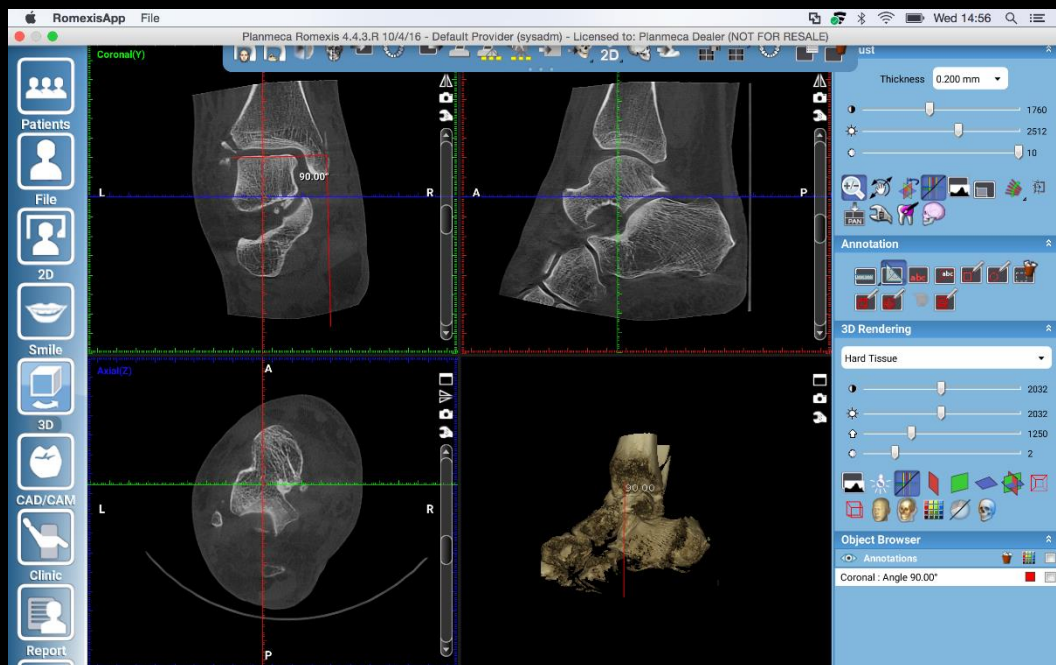 RomexisApp File Wed 14:56
Planmeca Romexis 4.4.3.R 10/4/16 - Default Provider (sysadm) - Licensed to: Planmeca Dealer (NOT FOR RESALE)
Patients
File
2D
Smile
3D
CAD/CAM
Clinic
Report
Coronal(Y)
L
R
90.00°
2D
A
P
Axial(Z)
A
L
R
P
90.00
ust
Thickness 0.200 mm
1760
2512
10
PAN
Annotation
abc
abc
3D Rendering
Hard Tissue
2032
2032
1250
2
Object Browser
Annotations
Coronal : Angle 90.00°